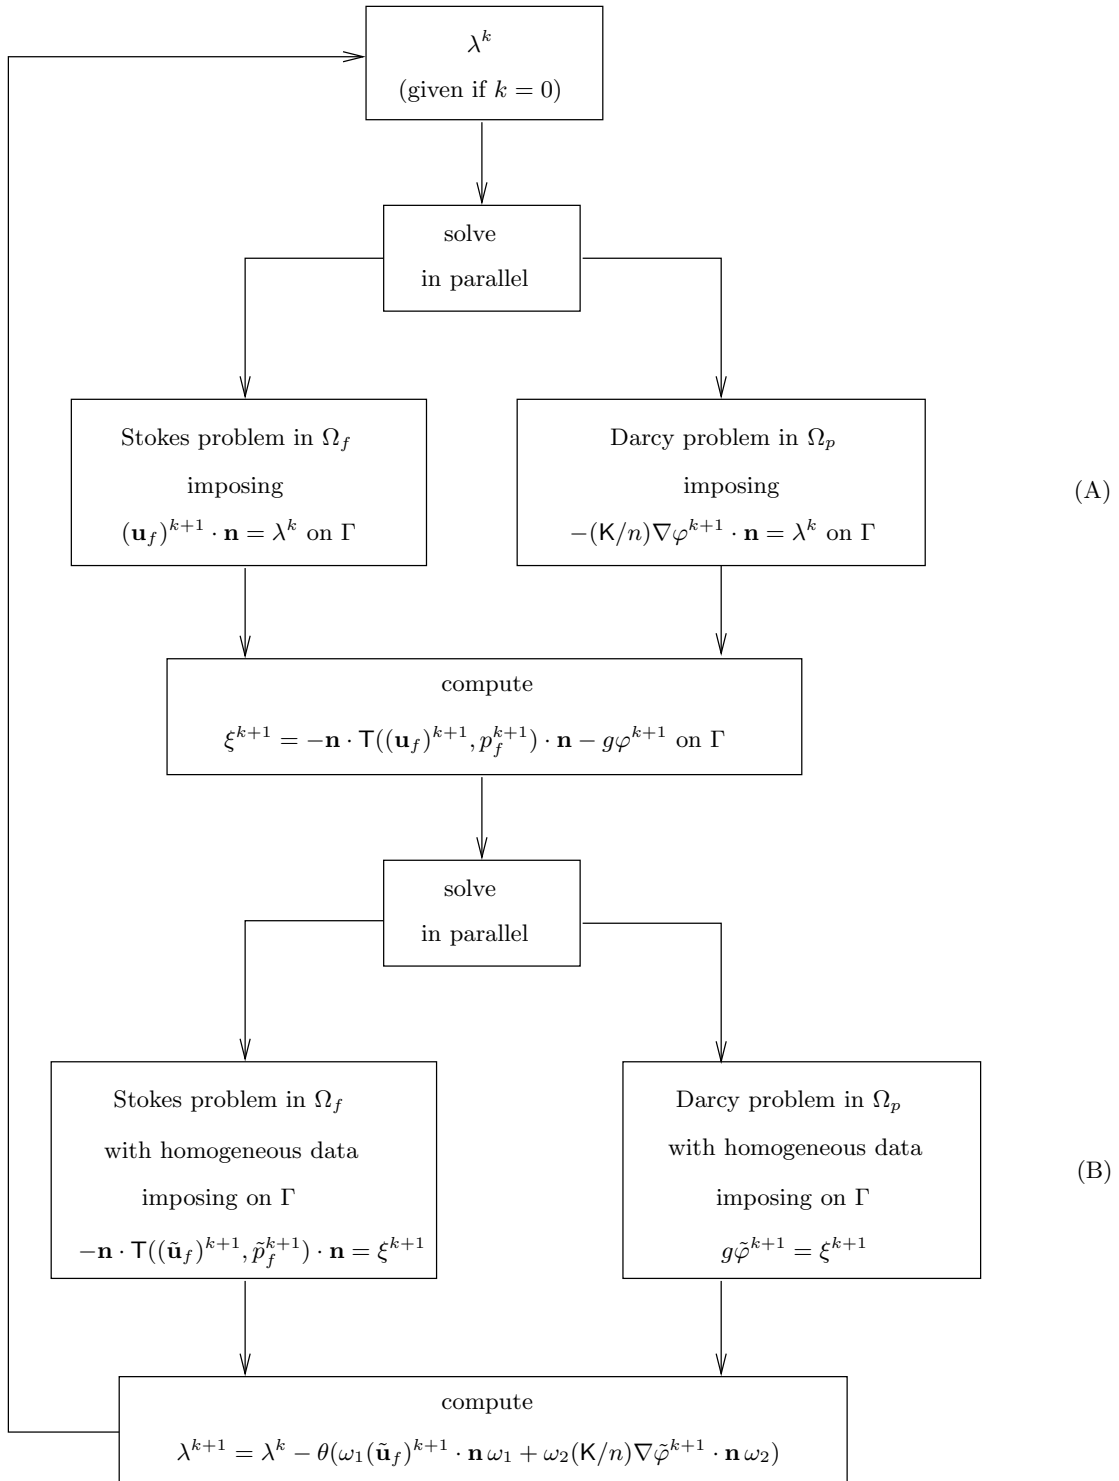 λ^k
(given if k = 0)
solve
in parallel
Stokes problem in Ω_f
imposing
(𝐮_f)^{k+1} · 𝐧 = λ^k on Γ
Darcy problem in Ω_p
imposing
−(𝖪/n)∇φ^{k+1} · 𝐧 = λ^k on Γ
(A)
compute
ξ^{k+1} = −𝐧 · 𝖳((𝐮_f)^{k+1}, p_f^{k+1}) · 𝐧 − gφ^{k+1} on Γ
solve
in parallel
Stokes problem in Ω_f
with homogeneous data
imposing on Γ
−𝐧 · 𝖳((ũ_f)^{k+1}, p̃_f^{k+1}) · 𝐧 = ξ^{k+1}
Darcy problem in Ω_p
with homogeneous data
imposing on Γ
gφ̃^{k+1} = ξ^{k+1}
(B)
compute
λ^{k+1} = λ^k − θ(ω_1(ũ_f)^{k+1} · 𝐧 ω_1 + ω_2(𝖪/n)∇φ̃^{k+1} · 𝐧 ω_2)